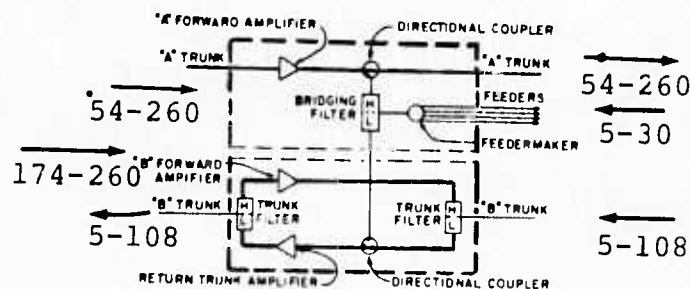 "A" FORWARD AMPLIFIER
DIRECTIONAL COUPLER
"A" TRUNK
"A" TRUNK
54-260
54-260
FEEDERS
BRIDGING
FILTER
H
L
5-30
FEEDERMAKER
174-260
"B" FORWARD
AMPIFIER
"B" TRUNK
H
L
TRUNK
FILTER
TRUNK
FILTER
H
L
"B" TRUNK
5-108
5-108
RETURN TRUNK AMPLIFIER
DIRECTIONAL COUPLER